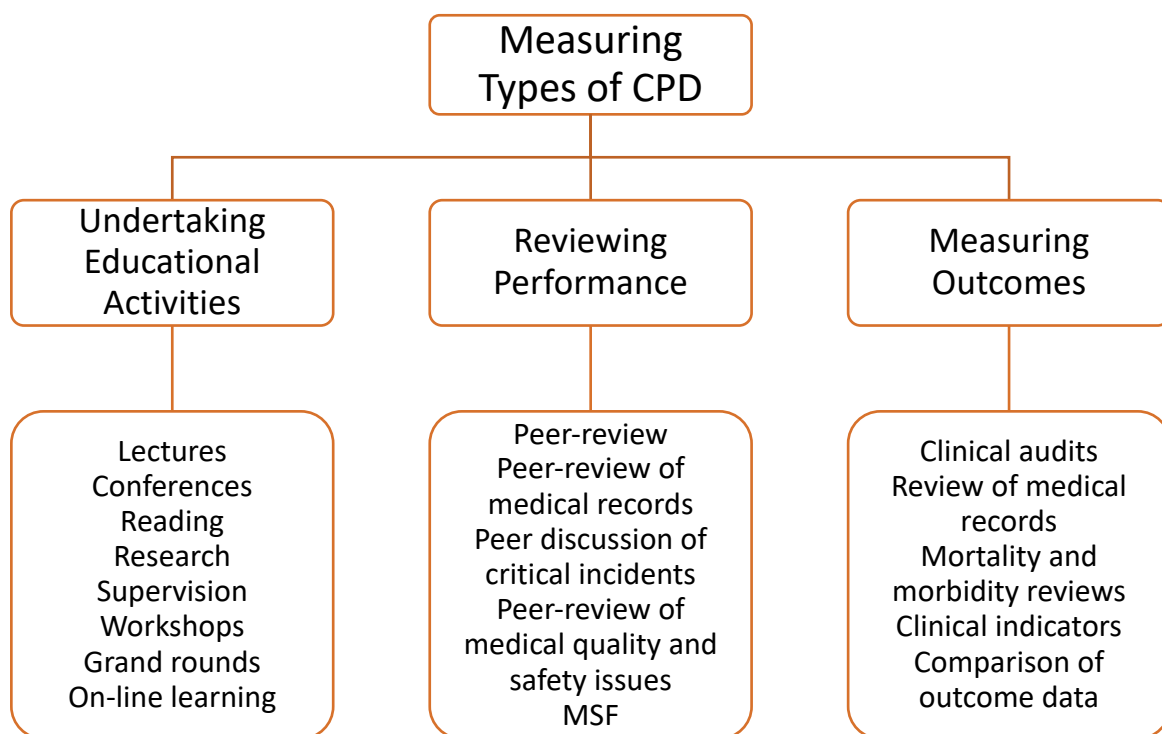 Measuring
Types of CPD
Undertaking
Educational
Activities
Reviewing
Performance
Measuring
Outcomes
Lectures
Conferences
Reading
Research
Supervision
Workshops
Grand rounds
On-line learning
Peer-review
Peer-review of
medical records
Peer discussion of
critical incidents
Peer-review of
medical quality and
safety issues
MSF
Clinical audits
Review of medical
records
Mortality and
morbidity reviews
Clinical indicators
Comparison of
outcome data